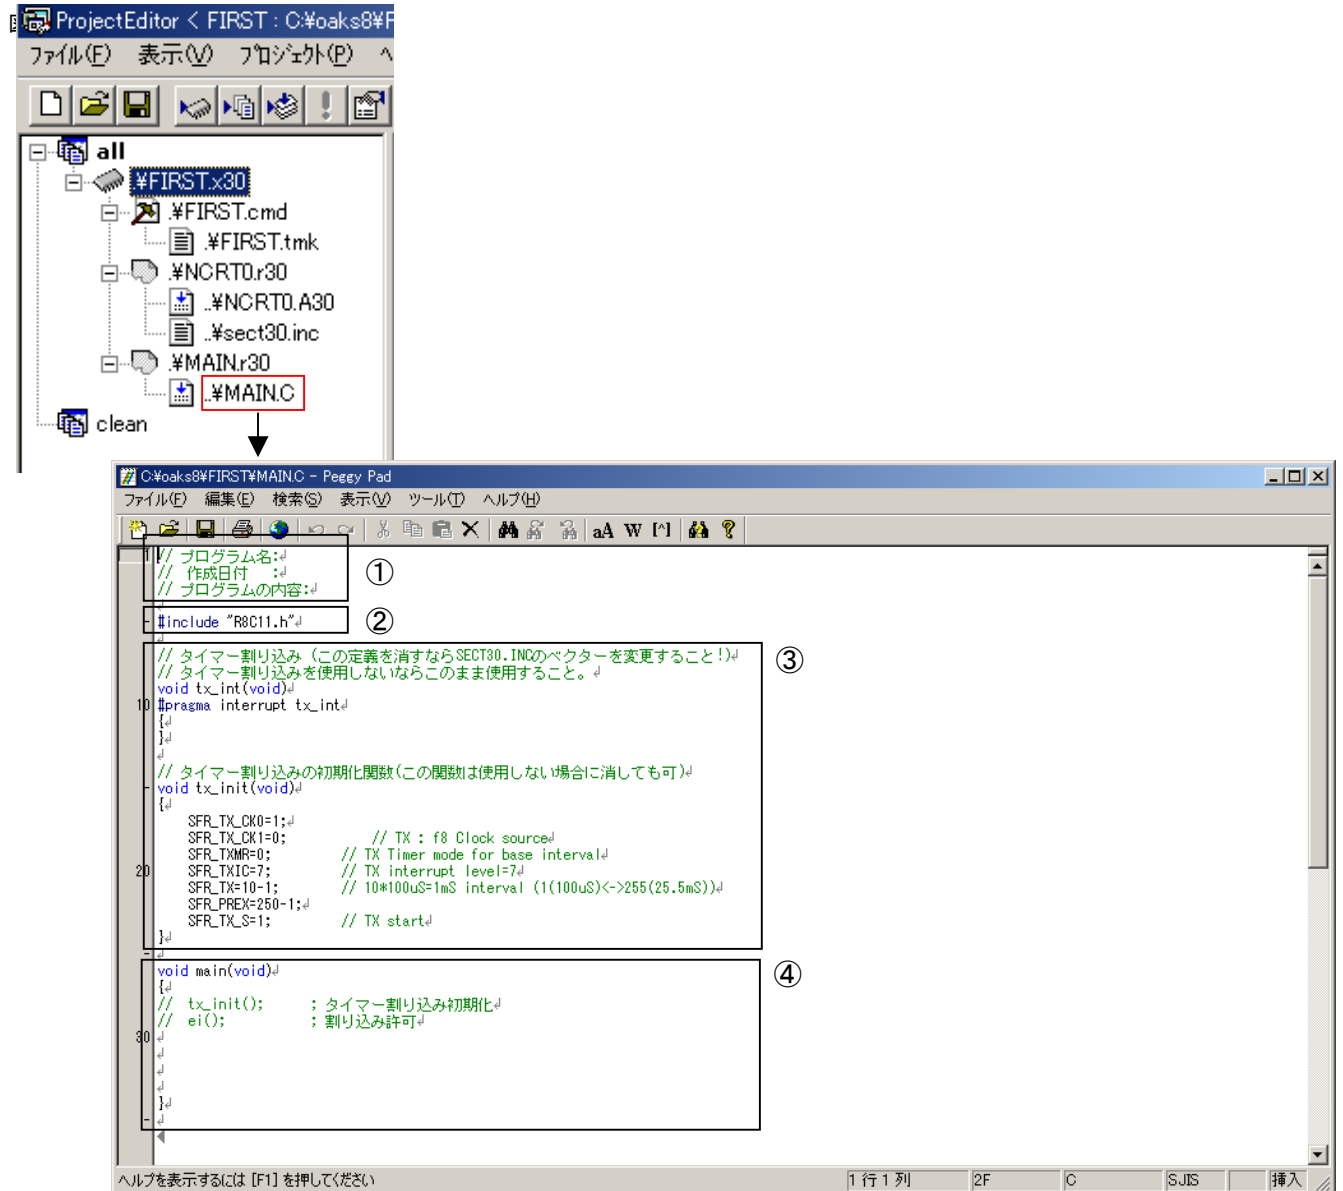 ProjectEditor < FIRST : C:¥oaks8¥F
ファイル(F) 表示(V) プロジェクト(P) ヘ
all
.¥FIRST.x30
.¥FIRST.cmd
.¥FIRST.tmk
.¥NCRT0.r30
..¥NCRT0.A30
..¥sect30.inc
.¥MAIN.r30
..¥MAIN.C
clean
C:¥oaks8¥FIRST¥MAIN.C - Peggy Pad
ファイル(F) 編集(E) 検索(S) 表示(V) ツール(T) ヘルプ(H)
aA W [^]
1 // プログラム名:
// 作成日付 :
// プログラムの内容:
①
- #include "R8C11.h"
②
// タイマー割り込み (この定義を消すならSECT30.INCのベクターを変更すること!)
③
// タイマー割り込みを使用しないならこのまま使用すること。
void tx_int(void)
10 #pragma interrupt tx_int
{
}
// タイマー割り込みの初期化関数(この関数は使用しない場合に消しても可)
- void tx_init(void)
{
SFR_TX_CK0=1;
SFR_TX_CK1=0; // TX : f8 Clock source
SFR_TXMR=0; // TX Timer mode for base interval
20 SFR_TXIC=7; // TX interrupt level=7
SFR_TX=10-1; // 10*100uS=1mS interval (1(100uS)<->255(25.5mS))
SFR_PREX=250-1;
SFR_TX_S=1; // TX start
}
-
void main(void)
④
{
// tx_init(); ; タイマー割り込み初期化
// ei(); ; 割り込み許可
30
}
-
ヘルプを表示するには [F1] を押してください 1 行 1 列 2F C SJIS 挿入